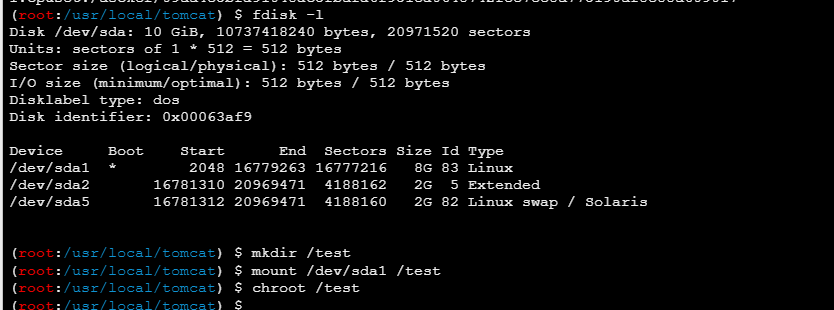 (root:/usr/local/tomcat) $ fdisk -l
Disk /dev/sda: 10 GiB, 10737418240 bytes, 20971520 sectors
Units: sectors of 1 * 512 = 512 bytes
Sector size (logical/physical): 512 bytes / 512 bytes
I/O size (minimum/optimal): 512 bytes / 512 bytes
Disklabel type: dos
Disk identifier: 0x00063af9
Device     Boot    Start      End  Sectors Size Id Type
/dev/sda1  *        2048 16779263 16777216   8G 83 Linux
/dev/sda2       16781310 20969471  4188162   2G  5 Extended
/dev/sda5       16781312 20969471  4188160   2G 82 Linux swap / Solaris
(root:/usr/local/tomcat) $ mkdir /test
(root:/usr/local/tomcat) $ mount /dev/sda1 /test
(root:/usr/local/tomcat) $ chroot /test
(root:/usr/local/tomcat) $